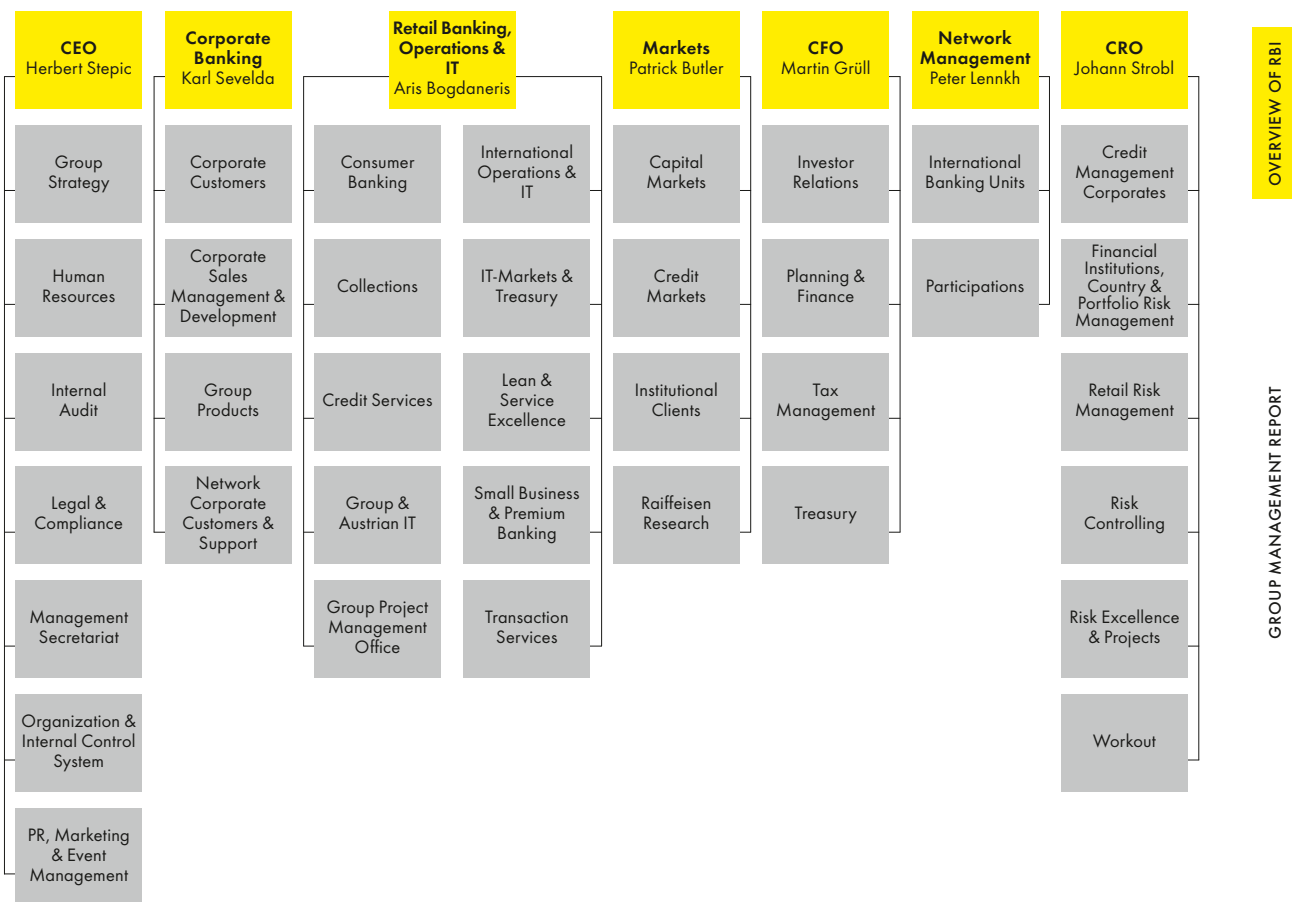 CEO
Herbert Stepic
Group
Strategy
Human
Resources
Internal
Audit
Legal &
Compliance
Management
Secretariat
Organization &
Internal Control
System
PR, Marketing
& Event
Management
Corporate
Banking
Karl Sevelda
Corporate
Customers
Corporate
Sales
Management &
Development
Group
Products
Network
Corporate
Customers &
Support
Retail Banking,
Operations &
IT
Aris Bogdaneris
Consumer
Banking
Collections
Credit Services
Group &
Austrian IT
Group Project
Management
Office
International
Operations &
IT
IT-Markets &
Treasury
Lean &
Service
Excellence
Small Business
& Premium
Banking
Transaction
Services
Markets
Patrick Butler
Capital
Markets
Credit
Markets
Institutional
Clients
Raiffeisen
Research
CFO
Martin Grüll
Investor
Relations
Planning &
Finance
Tax
Management
Treasury
Network
Management
Peter Lennkh
International
Banking Units
Participations
CRO
Johann Strobl
Credit
Management
Corporates
Financial
Institutions,
Country &
Portfolio Risk
Management
Retail Risk
Management
Risk
Controlling
Risk Excellence
& Projects
Workout
OVERVIEW OF RBI
GROUP MANAGEMENT REPORT